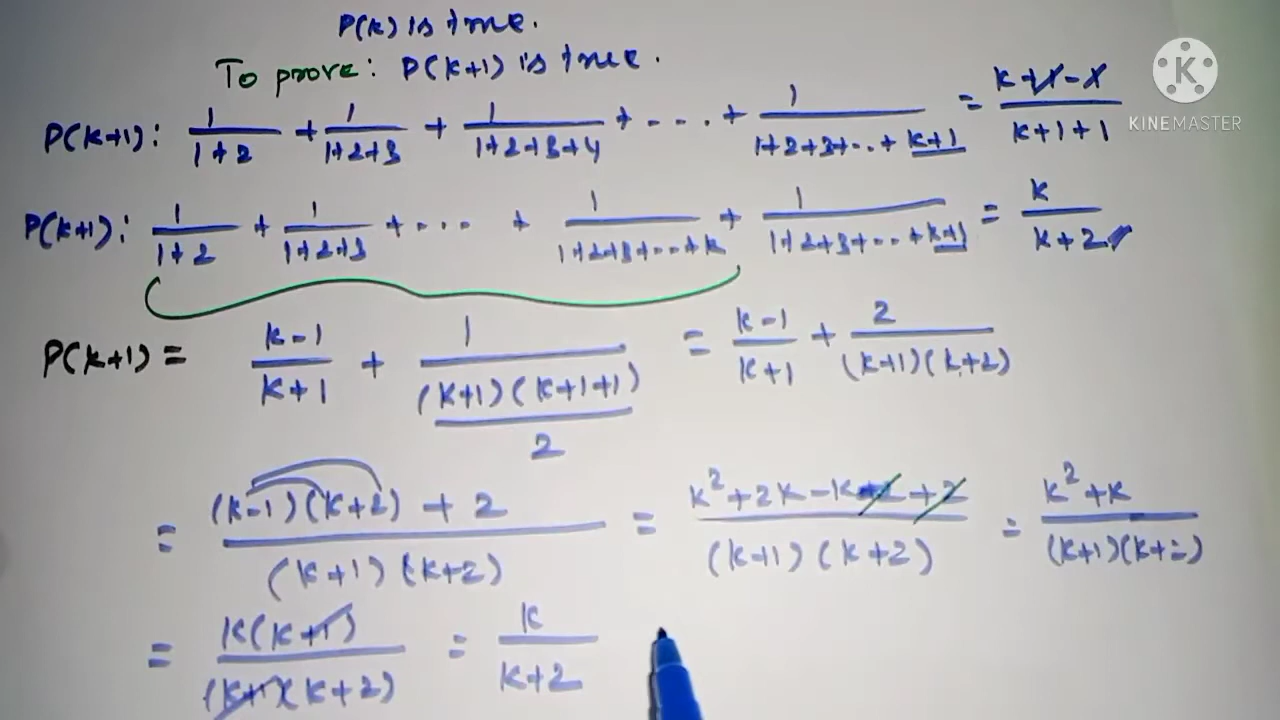 P(k) is true.
To prove: P(k+1) is true.
P(k+1): 1/(1+2) + 1/(1+2+3) + 1/(1+2+3+4) + - - . . + 1/(1+2+3+..+ k+1) = (k+1-1)/(k+1+1)
KINEMASTER
P(k+1): 1/(1+2) + 1/(1+2+3) + . . . . + 1/(1+2+3+..+k) + 1/(1+2+3+..+k+1) = k/(k+2)
P(k+1) = (k-1)/(k+1) + 1/((k+1)(k+1+1)/2) = (k-1)/(k+1) + 2/((k+1)(k+2))
= ((k-1)(k+2) + 2)/((k+1)(k+2)) = (k²+2k-k-2+2)/((k+1)(k+2)) = (k²+k)/((k+1)(k+2))
= k(k+1)/((k+1)(k+2)) = k/(k+2)